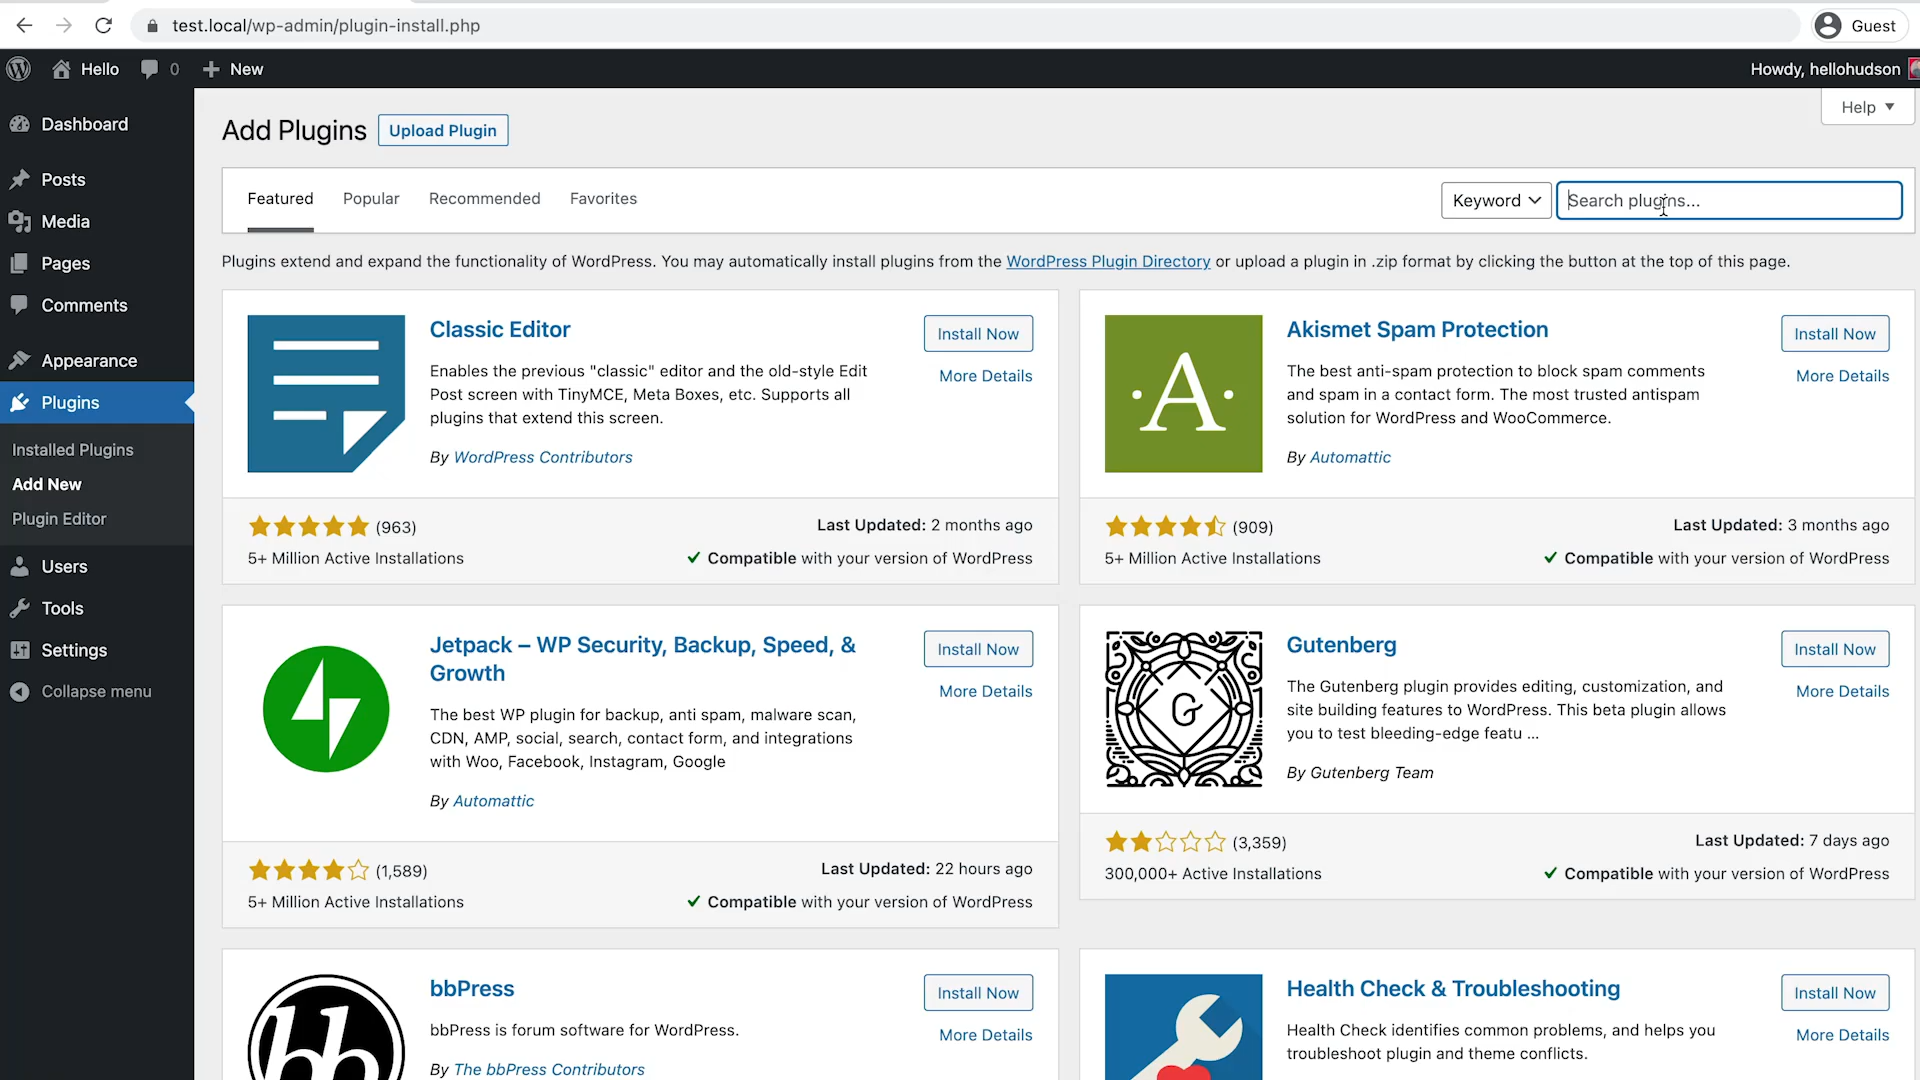 test.local/wp-admin/plugin-install.php
Guest
Hello
0
New
Howdy, hellohudson
Dashboard
Posts
Media
Pages
Comments
Appearance
Plugins
Installed Plugins
Add New
Plugin Editor
Users
Tools
Settings
Collapse menu
Help
Add Plugins
Upload Plugin
Featured
Popular
Recommended
Favorites
Keyword
Search plugins...
Plugins extend and expand the functionality of WordPress. You may automatically install plugins from the WordPress Plugin Directory or upload a plugin in .zip format by clicking the button at the top of this page.
Classic Editor
Install Now
More Details
Enables the previous "classic" editor and the old-style Edit
Post screen with TinyMCE, Meta Boxes, etc. Supports all
plugins that extend this screen.
By WordPress Contributors
(963)
Last Updated: 2 months ago
5+ Million Active Installations
Compatible with your version of WordPress
A
Akismet Spam Protection
Install Now
More Details
The best anti-spam protection to block spam comments
and spam in a contact form. The most trusted antispam
solution for WordPress and WooCommerce.
By Automattic
(909)
Last Updated: 3 months ago
5+ Million Active Installations
Compatible with your version of WordPress
Jetpack – WP Security, Backup, Speed, &
Growth
Install Now
More Details
The best WP plugin for backup, anti spam, malware scan,
CDN, AMP, social, search, contact form, and integrations
with Woo, Facebook, Instagram, Google
By Automattic
(1,589)
Last Updated: 22 hours ago
5+ Million Active Installations
Compatible with your version of WordPress
G
Gutenberg
Install Now
More Details
The Gutenberg plugin provides editing, customization, and
site building features to WordPress. This beta plugin allows
you to test bleeding-edge featu ...
By Gutenberg Team
(3,359)
Last Updated: 7 days ago
300,000+ Active Installations
Compatible with your version of WordPress
bb
bbPress
Install Now
More Details
bbPress is forum software for WordPress.
By The bbPress Contributors
Health Check & Troubleshooting
Install Now
More Details
Health Check identifies common problems, and helps you
troubleshoot plugin and theme conflicts.